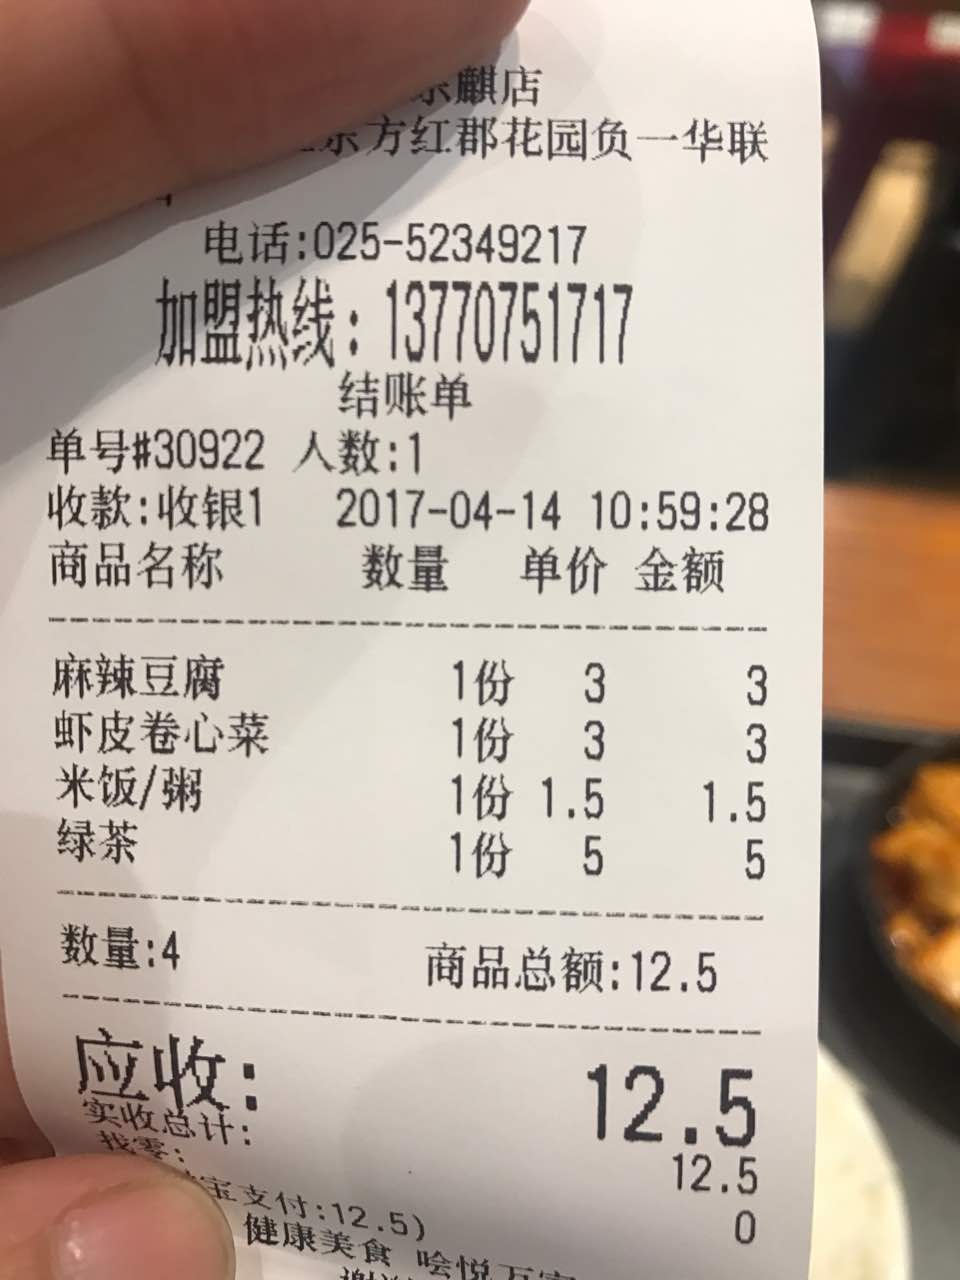 麒店
东方红郡花园负一华联
电话:025-52349217
加盟热线：13770751717
结账单
单号#30922 人数:1
收款:收银1 2017-04-14 10:59:28
商品名称 数量 单价 金额
麻辣豆腐 1份 3 3
虾皮卷心菜 1份 3 3
米饭/粥 1份 1.5 1.5
绿茶 1份 5 5
数量:4 商品总额:12.5
应收: 12.5
实收总计: 12.5
找零: 0
宝支付:12.5)
健康美食 哙悦万家